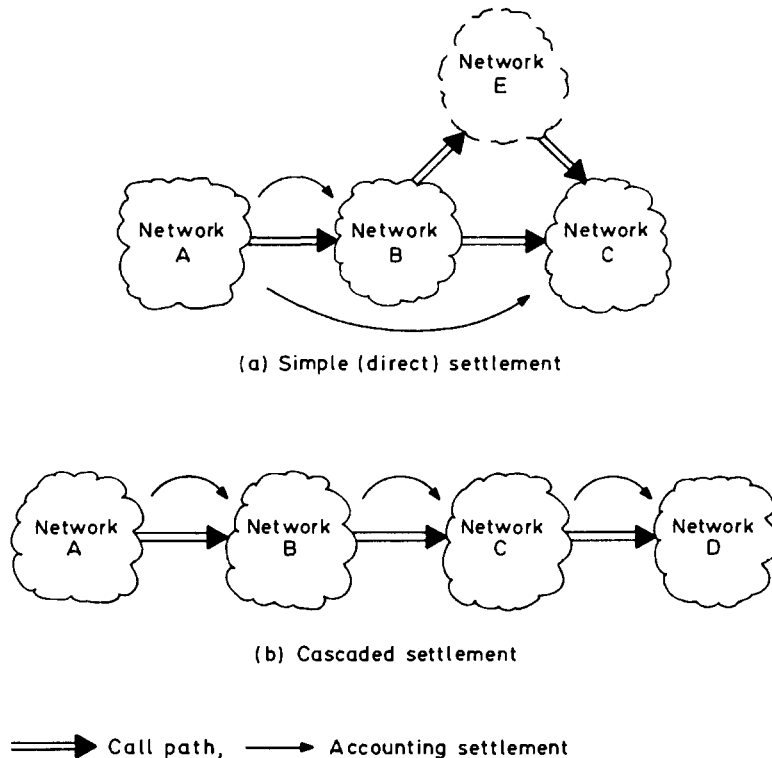 Network
E
Network
A
Network
B
Network
C
(a) Simple (direct) settlement
Network
A
Network
B
Network
C
Network
D
(b) Cascaded settlement
Call path, Accounting settlement